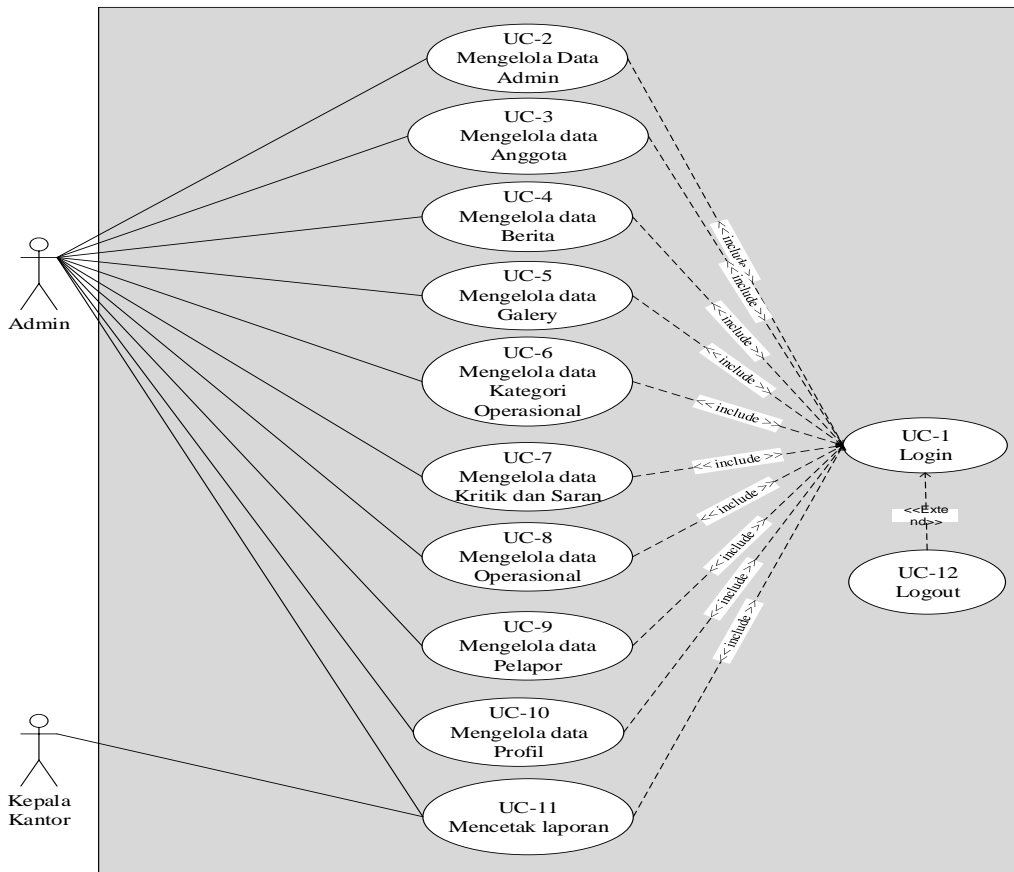 UC-2
Mengelola Data
Admin
UC-3
Mengelola data
Anggota
UC-4
Mengelola data
Berita
UC-5
Mengelola data
Galery
UC-6
Mengelola data
Kategori
Operasional
UC-7
Mengelola data
Kritik dan Saran
UC-8
Mengelola data
Operasional
UC-9
Mengelola data
Pelapor
UC-10
Mengelola data
Profil
UC-11
Mencetak laporan
Admin
Kepala
Kantor
<< include >>
<< include >>
<< include >>
<< include >>
<< include >>
<< include >>
<< include >>
<< include >>
<< include >>
<< include >>
UC-1
Login
<<Exte
nd>>
UC-12
Logout